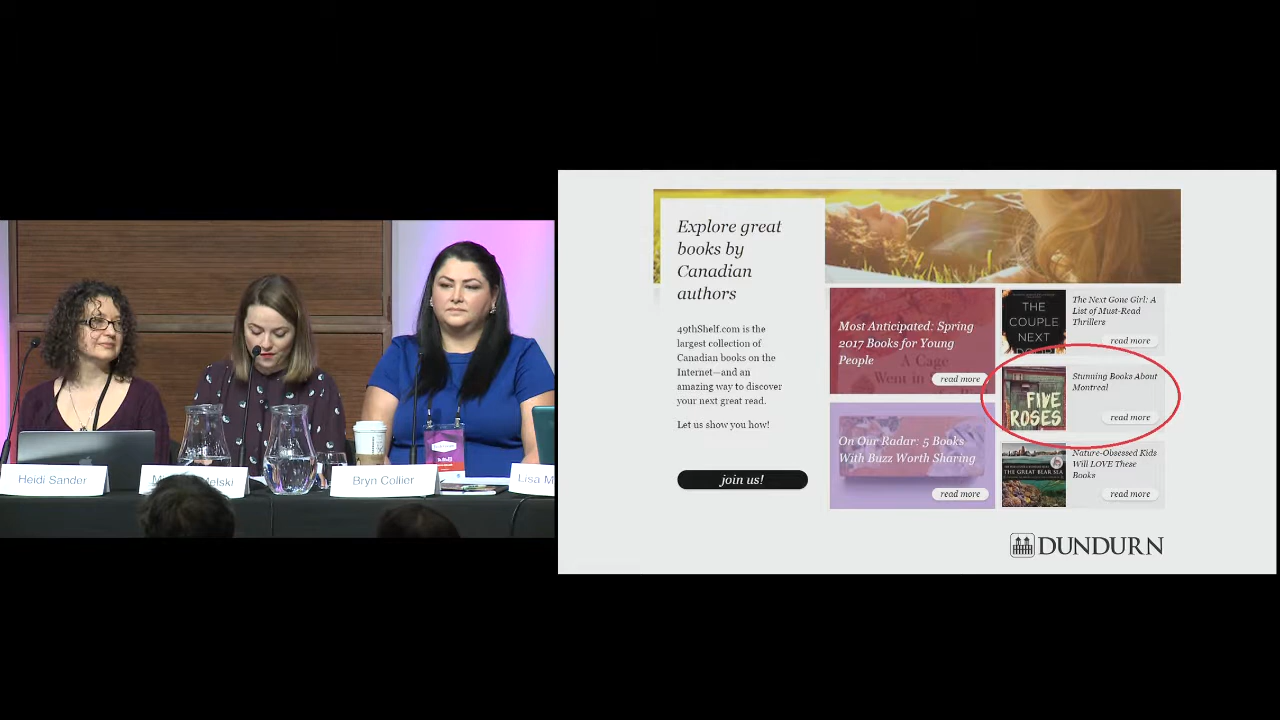 Heidi Sander
Bryn Collier
Lisa M
Explore great
books by
Canadian
authors
49thShelf.com is the
largest collection of
Canadian books on the
Internet—and an
amazing way to discover
your next great read.
Let us show you how!
join us!
Most Anticipated: Spring
2017 Books for Young
People
A Cage
Went in
read more
On Our Radar: 5 Books
With Buzz Worth Sharing
read more
THE
COUPLE
NEXT
DOOR
The Next Gone Girl: A
List of Must-Read
Thrillers
read more
FIVE
ROSES
Stunning Books About
Montreal
read more
THE GREAT BEAR SEA
Nature-Obsessed Kids
Will LOVE These
Books
read more
DUNDURN